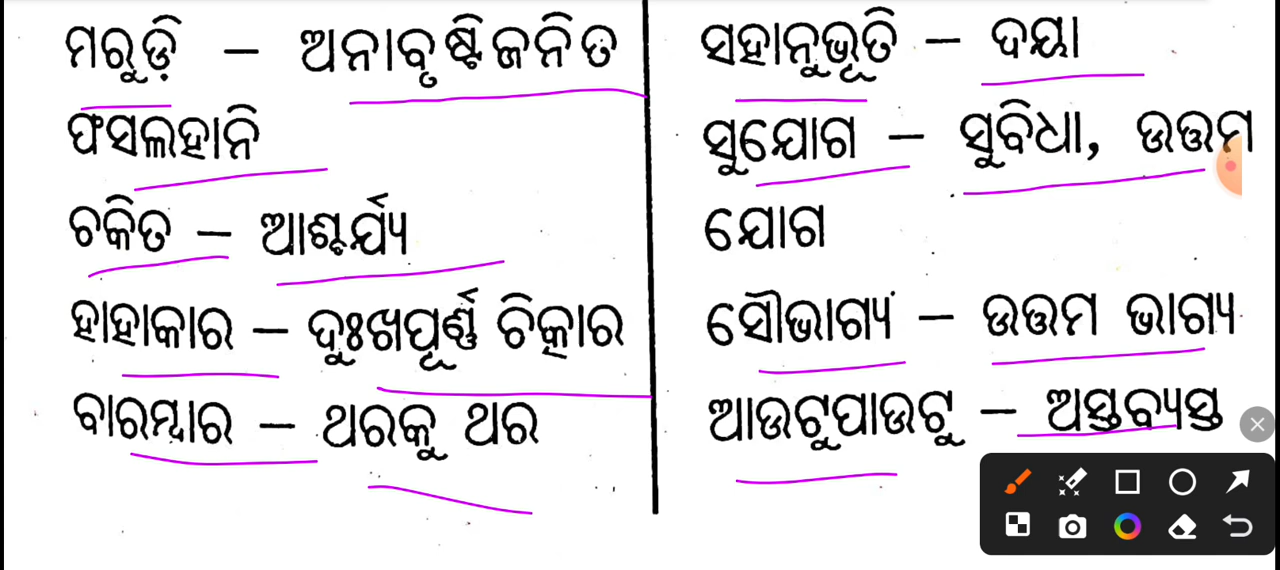 ମରୁଡ଼ି – ଅନାବୃଷ୍ଟିଜନିତ
ଫସଲହାନି
ଚକିତ – ଆଶ୍ଚର୍ଯ୍ୟ
ହାହାକାର – ଦୁଃଖପୂର୍ଣ୍ଣ ଚିତ୍କାର
ବାରମ୍ବାର – ଥରକୁ ଥର
ସହାନୁଭୂତି – ଦୟା
ସୁଯୋଗ – ସୁବିଧା, ଉତ୍ତମ
ଯୋଗ
ସୌଭାଗ୍ୟ – ଉତ୍ତମ ଭାଗ୍ୟ
ଆଉଟୁପାଉଟୁ – ଅସ୍ତବ୍ୟସ୍ତ